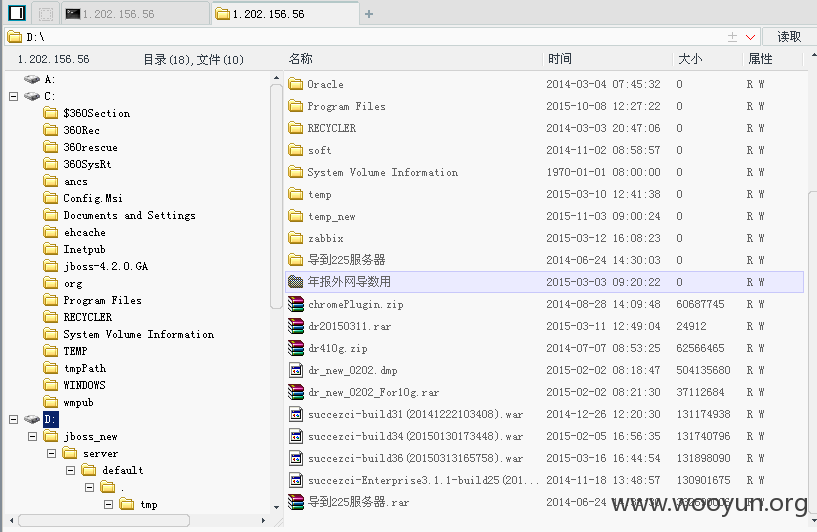 1.202.156.56
1.202.156.56
D:\
读取
1.202.156.56 目录(18),文件(10)
名称 时间 大小 属性
A:
C:
$360Section
360Rec
360rescue
360SysRt
ancs
Config.Msi
Documents and Settings
ehcache
Inetpub
jboss-4.2.0.GA
org
Program Files
RECYCLER
System Volume Information
TEMP
tmpPath
WINDOWS
wmpub
D:
jboss_new
server
default
.
tmp
Oracle 2014-03-04 07:45:32 0 R W
Program Files 2015-10-08 12:27:22 0 R W
RECYCLER 2014-03-03 20:47:06 0 R W
soft 2014-11-02 08:58:57 0 R W
System Volume Information 1970-01-01 08:00:00 0 R W
temp 2015-03-10 12:41:38 0 R W
temp_new 2015-11-03 09:00:24 0 R W
zabbix 2015-03-12 16:08:23 0 R W
导到225服务器 2014-06-24 14:30:03 0 R W
年报外网导数用 2015-03-03 09:20:22 0 R W
chromePlugin.zip 2014-08-28 14:09:48 60687745 R W
dr20150311.rar 2015-03-11 12:49:04 24912 R W
dr410g.zip 2014-07-07 08:53:25 62566465 R W
dr_new_0202.dmp 2015-02-02 08:18:47 504135680 R W
dr_new_0202_For10g.rar 2015-02-02 08:21:30 37112684 R W
succezci-build31(20141222103408).war 2014-12-26 12:20:30 131174938 R W
succezci-build34(20150130173448).war 2015-02-05 16:56:35 131740796 R W
succezci-build36(20150313165758).war 2015-03-16 16:44:54 131898090 R W
succezci-Enterprise3.1.1-build25(201... 2014-11-18 13:48:57 130901675 R W
导到225服务器.rar 2014-06-24 R W
www.wooyun.org